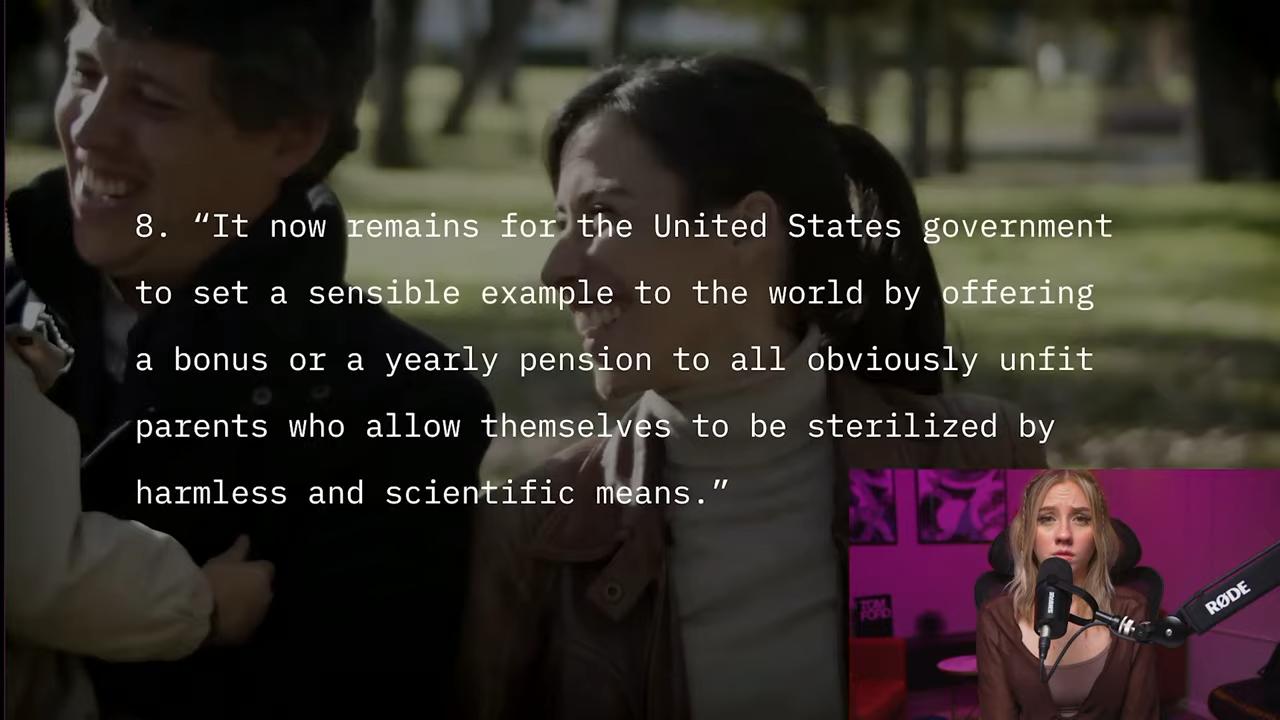 8. “It now remains for the United States government
to set a sensible example to the world by offering
a bonus or a yearly pension to all obviously unfit
parents who allow themselves to be sterilized by
harmless and scientific means.”
TOM
FORD
RØDE